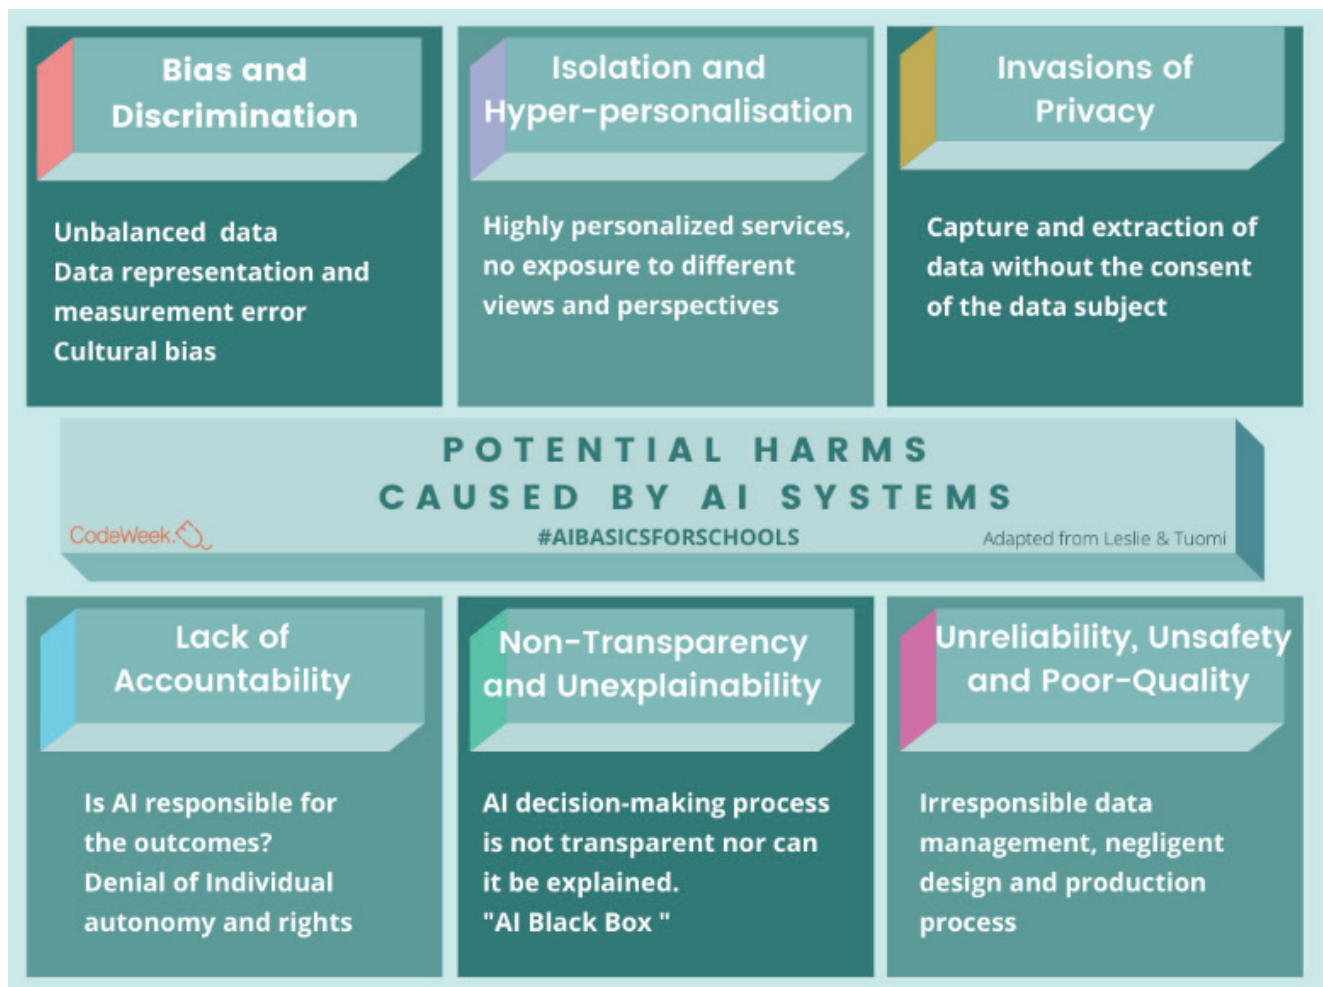 Bias and
Discrimination
Unbalanced data
Data representation and
measurement error
Cultural bias
Isolation and
Hyper-personalisation
Highly personalized services,
no exposure to different
views and perspectives
Invasions of
Privacy
Capture and extraction of
data without the consent
of the data subject
POTENTIAL HARMS
CAUSED BY AI SYSTEMS
CodeWeek.
#AIBASICSFORSCHOOLS
Adapted from Leslie & Tuomi
Lack of
Accountability
Is AI responsible for
the outcomes?
Denial of Individual
autonomy and rights
Non-Transparency
and Unexplainability
AI decision-making process
is not transparent nor can
it be explained.
"AI Black Box "
Unreliability, Unsafety
and Poor-Quality
Irresponsible data
management, negligent
design and production
process